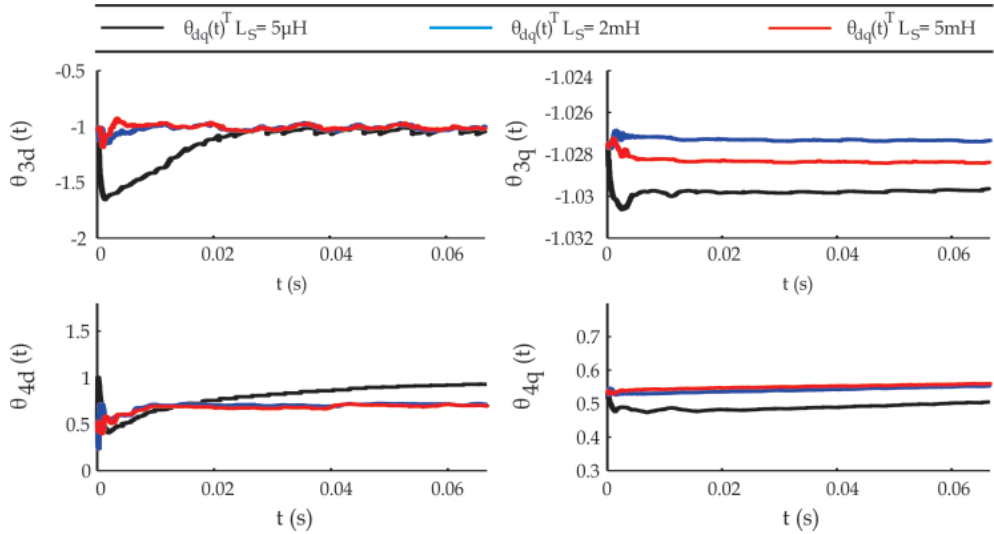 θdq(t)ᵀ Lₛ= 5µH θdq(t)ᵀ Lₛ= 2mH θdq(t)ᵀ Lₛ= 5mH
θ3d (t)
-0.5
-1
-1.5
-2
0 0.02 0.04 0.06
t (s)
θ3q (t)
-1.024
-1.026
-1.028
-1.03
-1.032
0 0.02 0.04 0.06
t (s)
θ4d (t)
1.5
1
0.5
0
0 0.02 0.04 0.06
t (s)
θ4q (t)
0.7
0.6
0.5
0.4
0.3
0 0.02 0.04 0.06
t (s)